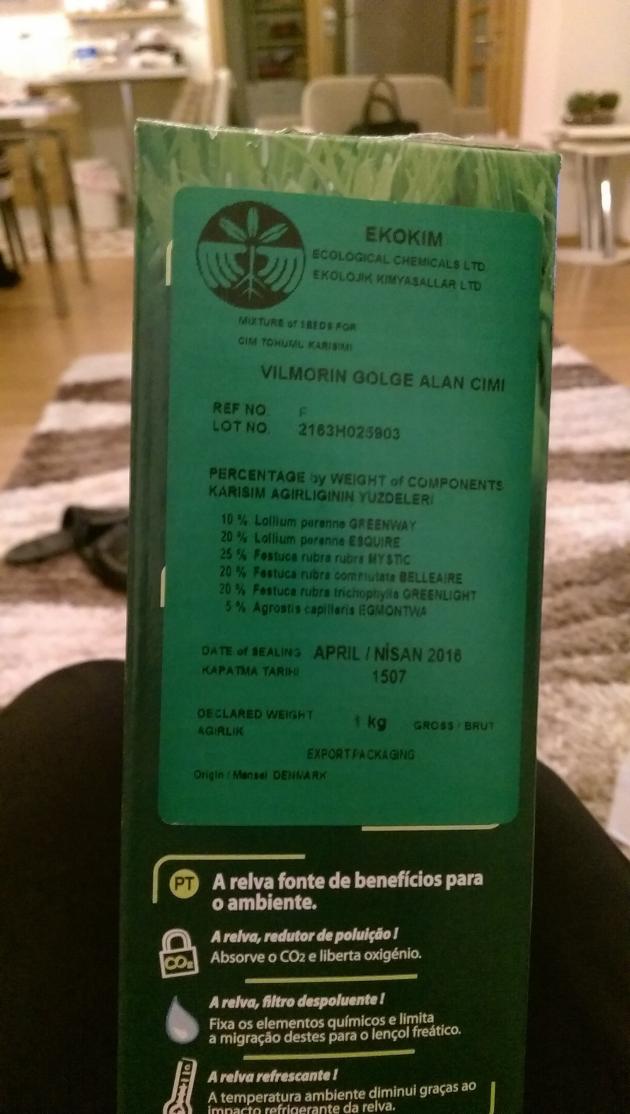 EKOKIM
ECOLOGICAL CHEMICALS LTD
EKOLOJIK KIMYASALLAR LTD
MIXTURE of SEEDS FOR
CIM TOHUMU KARISIMI
VILMORIN GOLGE ALAN CIMI
REF NO. F
LOT NO. 2163H025903
PERCENTAGE by WEIGHT of COMPONENTS
KARISIM AGIRLIGININ YUZDELERI
10 % Lollium perenne GREENWAY
20 % Lollium perenne ESQUIRE
25 % Festuca rubra rubra MYSTIC
20 % Festuca rubra commutata BELLEAIRE
20 % Festuca rubra trichophylla GREENLIGHT
5 % Agrostis capillaris EGMONTWA
DATE of SEALING APRIL / NİSAN 2016
KAPATMA TARIHI 1507
DECLARED WEIGHT 1 kg GROSS / BRUT
AGIRLIK
EXPORT PACKAGING
Origin / Mensei DENMARK
PT A relva fonte de benefícios para
o ambiente.
A relva, redutor de poluição !
CO2 Absorve o CO2 e liberta oxigénio.
A relva, filtro despoluente !
Fixa os elementos químicos e limita
a migração destes para o lençol freático.
A relva refrescante !
A temperatura ambiente diminui graças ao
impacto refrigerante da relva.